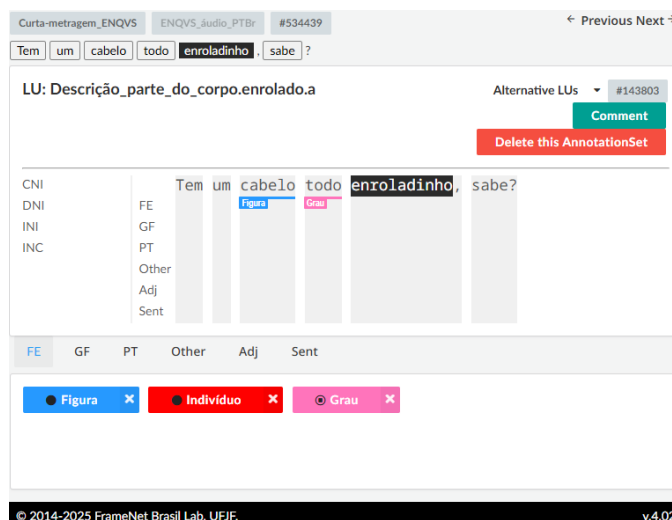 Curta-metragem_ENQVS ENQVS_áudio_PTBr #534439 ← Previous Next →
Tem um cabelo todo enroladinho , sabe ?
LU: Descrição_parte_do_corpo.enrolado.a Alternative LUs #143803
Comment
Delete this AnnotationSet
CNI Tem um cabelo todo enroladinho, sabe?
DNI FE Figura Grau
INI GF
INC PT
Other
Adj
Sent
FE GF PT Other Adj Sent
Figura × Indivíduo × Grau ×
© 2014-2025 FrameNet Brasil Lab. UFJF. v.4.02